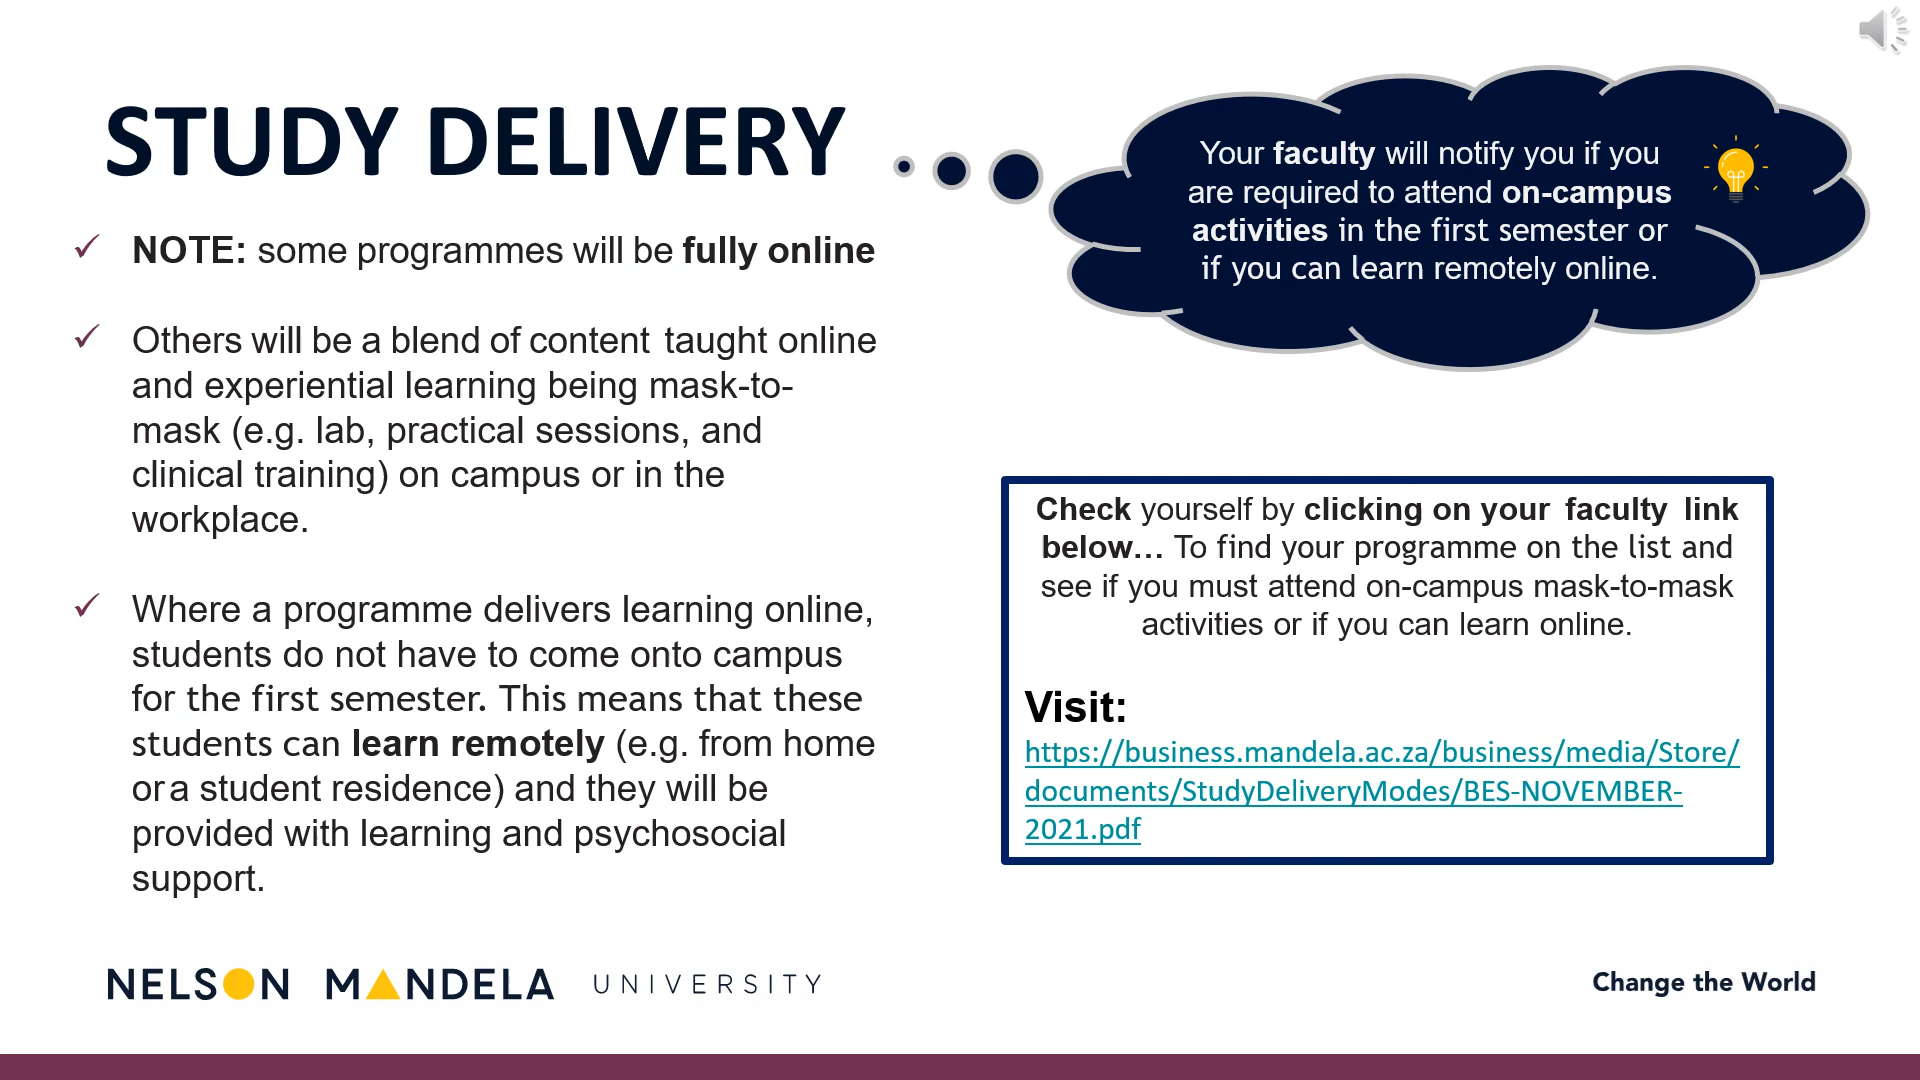 STUDY DELIVERY
✓ NOTE: some programmes will be fully online
✓ Others will be a blend of content taught online
and experiential learning being mask-to-
mask (e.g. lab, practical sessions, and
clinical training) on campus or in the
workplace.
✓ Where a programme delivers learning online,
students do not have to come onto campus
for the first semester. This means that these
students can learn remotely (e.g. from home
or a student residence) and they will be
provided with learning and psychosocial
support.
Your faculty will notify you if you
are required to attend on-campus
activities in the first semester or
if you can learn remotely online.
Check yourself by clicking on your faculty link
below... To find your programme on the list and
see if you must attend on-campus mask-to-mask
activities or if you can learn online.
Visit:
https://business.mandela.ac.za/business/media/Store/
documents/StudyDeliveryModes/BES-NOVEMBER-
2021.pdf
NELSON MANDELA UNIVERSITY
Change the World